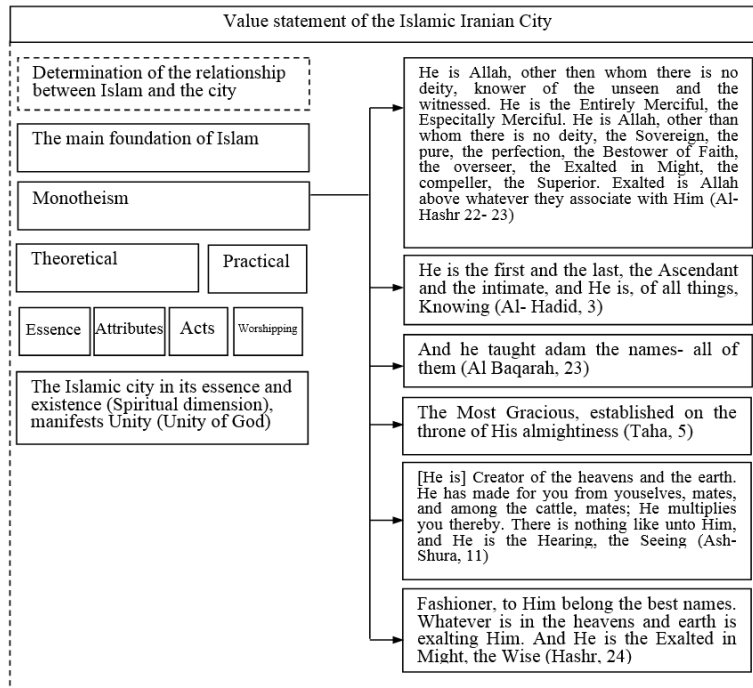 Value statement of the Islamic Iranian City
Determination of the relationship
between Islam and the city
The main foundation of Islam
Monotheism
Theoretical
Practical
Essence
Attributes
Acts
Worshipping
The Islamic city in its essence and
existence (Spiritual dimension),
manifests Unity (Unity of God)
He is Allah, other then whom there is no
deity, knower of the unseen and the
witnessed. He is the Entirely Merciful, the
Especitally Merciful. He is Allah, other than
whom there is no deity, the Sovereign, the
pure, the perfection, the Bestower of Faith,
the overseer, the Exalted in Might, the
compeller, the Superior. Exalted is Allah
above whatever they associate with Him (Al-
Hashr 22- 23)
He is the first and the last, the Ascendant
and the intimate, and He is, of all things,
Knowing (Al- Hadid, 3)
And he taught adam the names- all of
them (Al Baqarah, 23)
The Most Gracious, established on the
throne of His almightiness (Taha, 5)
[He is] Creator of the heavens and the earth.
He has made for you from youselves, mates,
and among the cattle, mates; He multiplies
you thereby. There is nothing like unto Him,
and He is the Hearing, the Seeing (Ash-
Shura, 11)
Fashioner, to Him belong the best names.
Whatever is in the heavens and earth is
exalting Him. And He is the Exalted in
Might, the Wise (Hashr, 24)